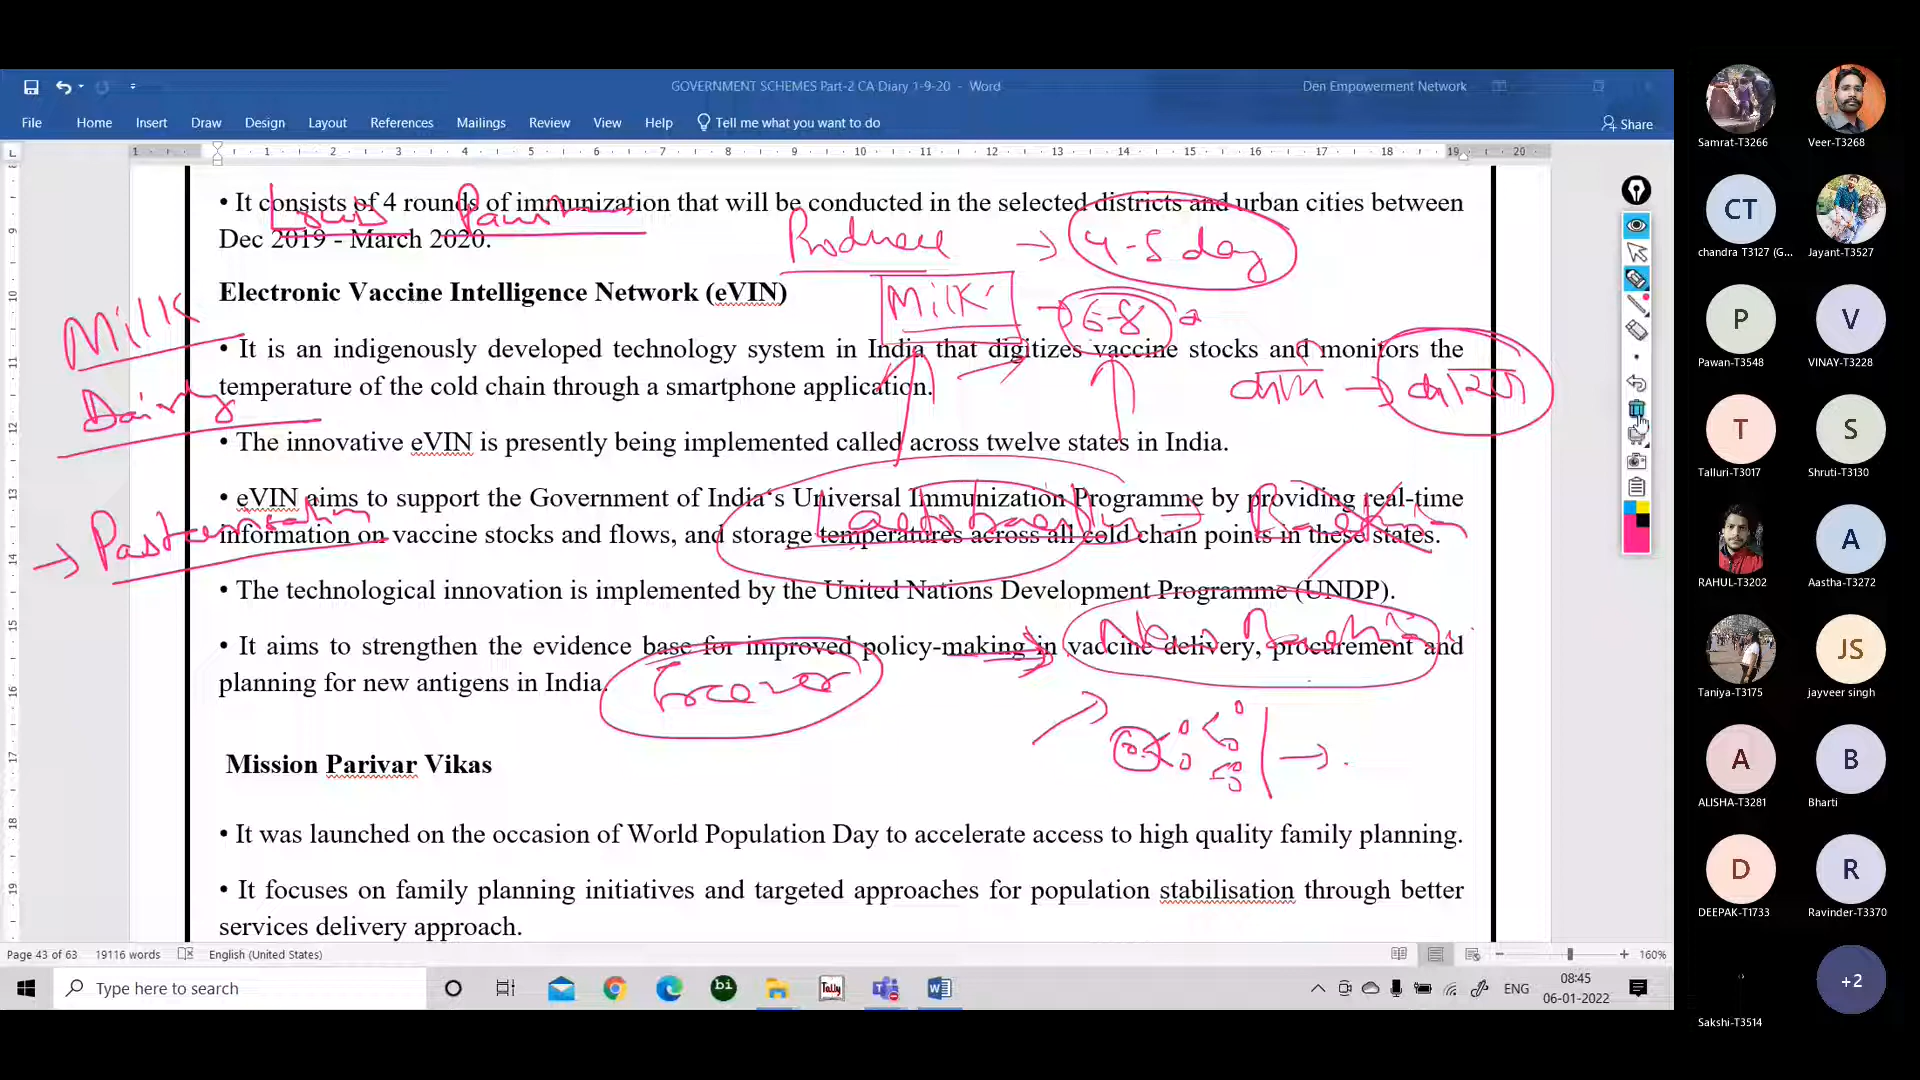 GOVERNMENT SCHEMES Part-2 CA Diary 1-9-20 - Word
Den Empowerment Network
File Home Insert Draw Design Layout References Mailings Review View Help Tell me what you want to do
Share
• It consists of 4 rounds of immunization that will be conducted in the selected districts and urban cities between
Dec 2019 - March 2020.
Louis
Produce → 4-5 day
Electronic Vaccine Intelligence Network (eVIN)
Milk → 6-8
Milk
Dairy
→ Pasteurisation
• It is an indigenously developed technology system in India that digitizes vaccine stocks and monitors the
temperature of the cold chain through a smartphone application.
• The innovative eVIN is presently being implemented called across twelve states in India.
• eVIN aims to support the Government of India's Universal Immunization Programme by providing real-time
information on vaccine stocks and flows, and storage temperatures across all cold chain points in these states.
• The technological innovation is implemented by the United Nations Development Programme (UNDP).
• It aims to strengthen the evidence base for improved policy-making in vaccine delivery, procurement and
planning for new antigens in India.
Mission Parivar Vikas
• It was launched on the occasion of World Population Day to accelerate access to high quality family planning.
• It focuses on family planning initiatives and targeted approaches for population stabilisation through better
services delivery approach.
Page 43 of 63 19116 words English (United States)
160%
Type here to search
bi
Tally
ENG
08:45
06-01-2022
Samrat-T3266
Veer-T3268
CT
chandra T3127 (G...
Jayant-T3527
P
Pawan-T3548
V
VINAY-T3228
T
Talluri-T3017
S
Shruti-T3130
RAHUL-T3202
A
Aastha-T3272
Taniya-T3175
JS
jayveer singh
A
ALISHA-T3281
B
Bharti
D
DEEPAK-T1733
R
Ravinder-T3370
Sakshi-T3514
+2